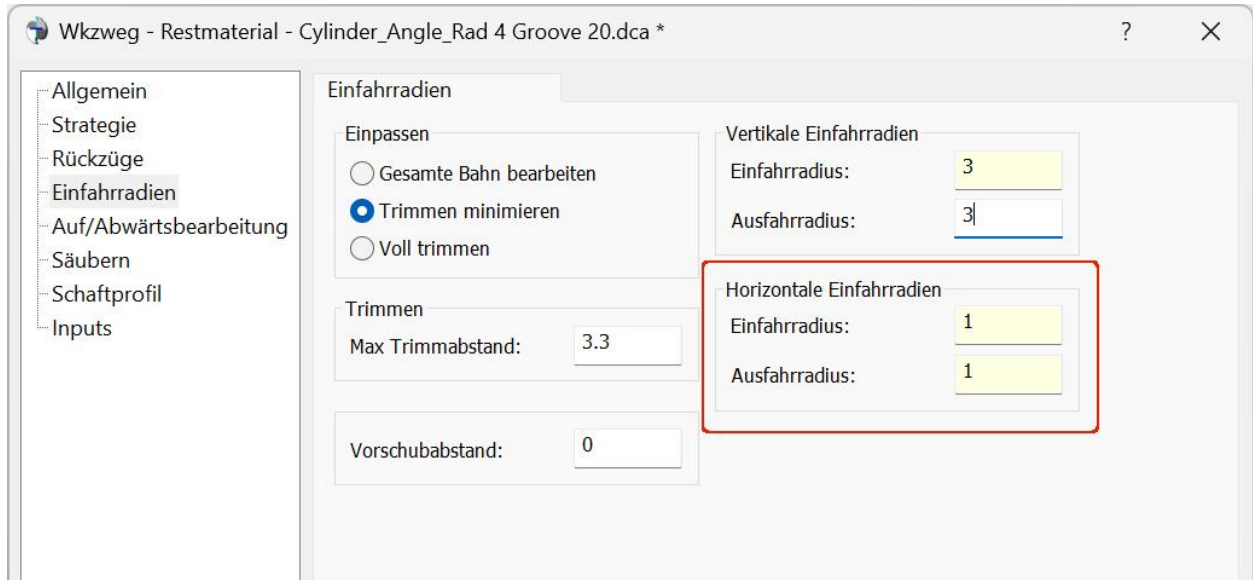 Wkzweg - Restmaterial - Cylinder_Angle_Rad 4 Groove 20.dca *
?
Allgemein
Strategie
Rückzüge
Einfahrradien
Auf/Abwärtsbearbeitung
Säubern
Schaftprofil
Inputs
Einfahrradien
Einpassen
Gesamte Bahn bearbeiten
Trimmen minimieren
Voll trimmen
Trimmen
Max Trimmabstand: 3.3
Vorschubabstand: 0
Vertikale Einfahrradien
Einfahrradius: 3
Ausfahrradius: 3
Horizontale Einfahrradien
Einfahrradius: 1
Ausfahrradius: 1